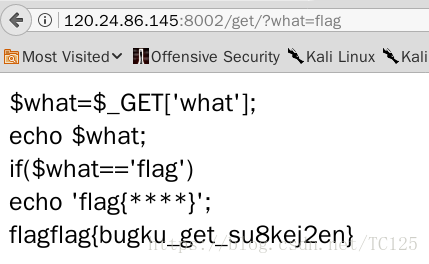 120.24.86.145:8002/get/?what=flag
Most Visited Offensive Security Kali Linux Kali
$what=$_GET['what'];
echo $what;
if($what=='flag')
echo 'flag{****}';
flagflag{bugku_get_su8kej2en}
https://blog.csdn.net/TC125